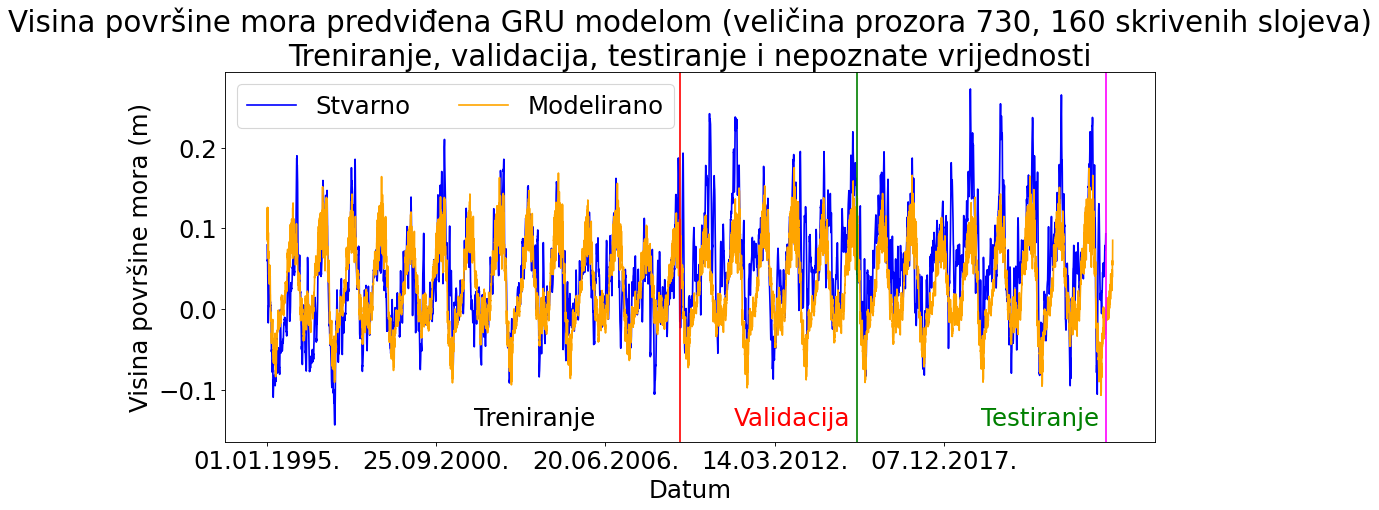 Visina površine mora predviđena GRU modelom (veličina prozora 730, 160 skrivenih slojeva)
Treniranje, validacija, testiranje i nepoznate vrijednosti
Stvarno Modelirano
Visina površine mora (m)
0.2
0.1
0.0
−0.1
Treniranje Validacija Testiranje
01.01.1995. 25.09.2000. 20.06.2006. 14.03.2012. 07.12.2017.
Datum